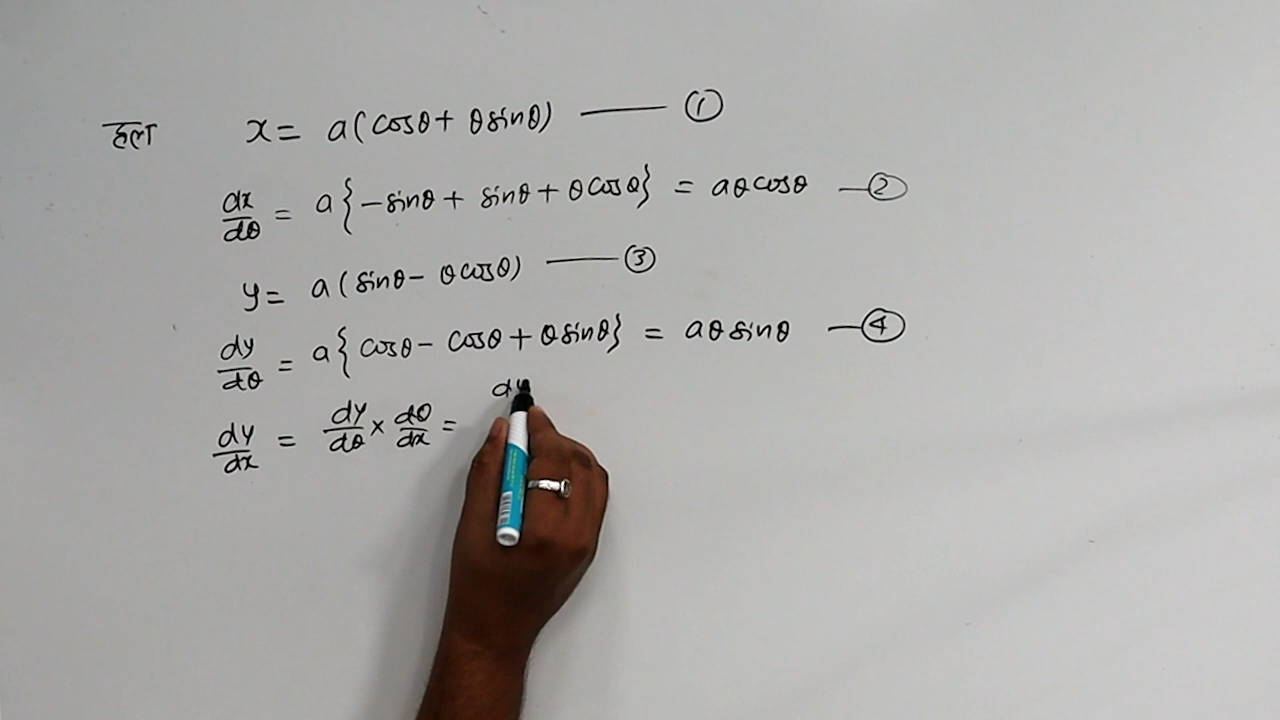 हल x = a(cosθ + θsinθ) —— ①
dx/dθ = a{-sinθ + sinθ + θcosθ} = aθcosθ —②
y = a(sinθ - θcosθ) —— ③
dy/dθ = a{cosθ - cosθ + θsinθ} = aθsinθ —④
dy/dx = dy/dθ × dθ/dx = dy